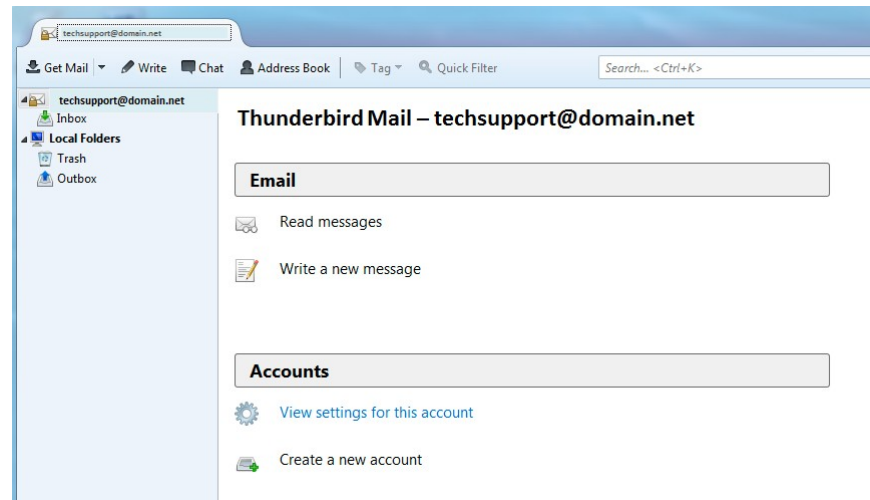 techsupport@domain.net
Get Mail Write Chat Address Book Tag Quick Filter Search... <Ctrl+K>
techsupport@domain.net
Inbox
Local Folders
Trash
Outbox
Thunderbird Mail – techsupport@domain.net
Email
Read messages
Write a new message
Accounts
View settings for this account
Create a new account